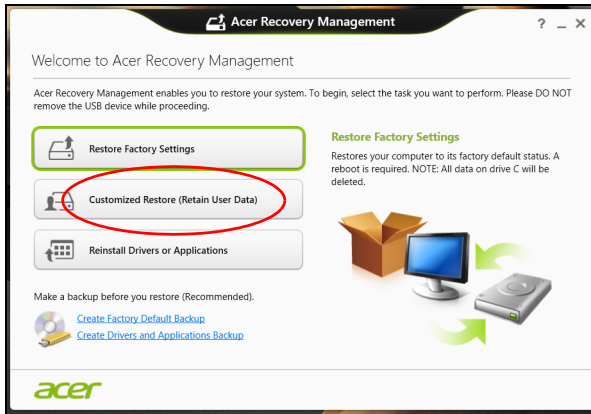 Acer Recovery Management
?
Welcome to Acer Recovery Management
Acer Recovery Management enables you to restore your system. To begin, select the task you want to perform. Please DO NOT
remove the USB device while proceeding.
Restore Factory Settings
Customized Restore (Retain User Data)
Reinstall Drivers or Applications
Restore Factory Settings
Restores your computer to its factory default status. A
reboot is required. NOTE: All data on drive C will be
deleted.
Make a backup before you restore (Recommended).
Create Factory Default Backup
Create Drivers and Applications Backup
acer